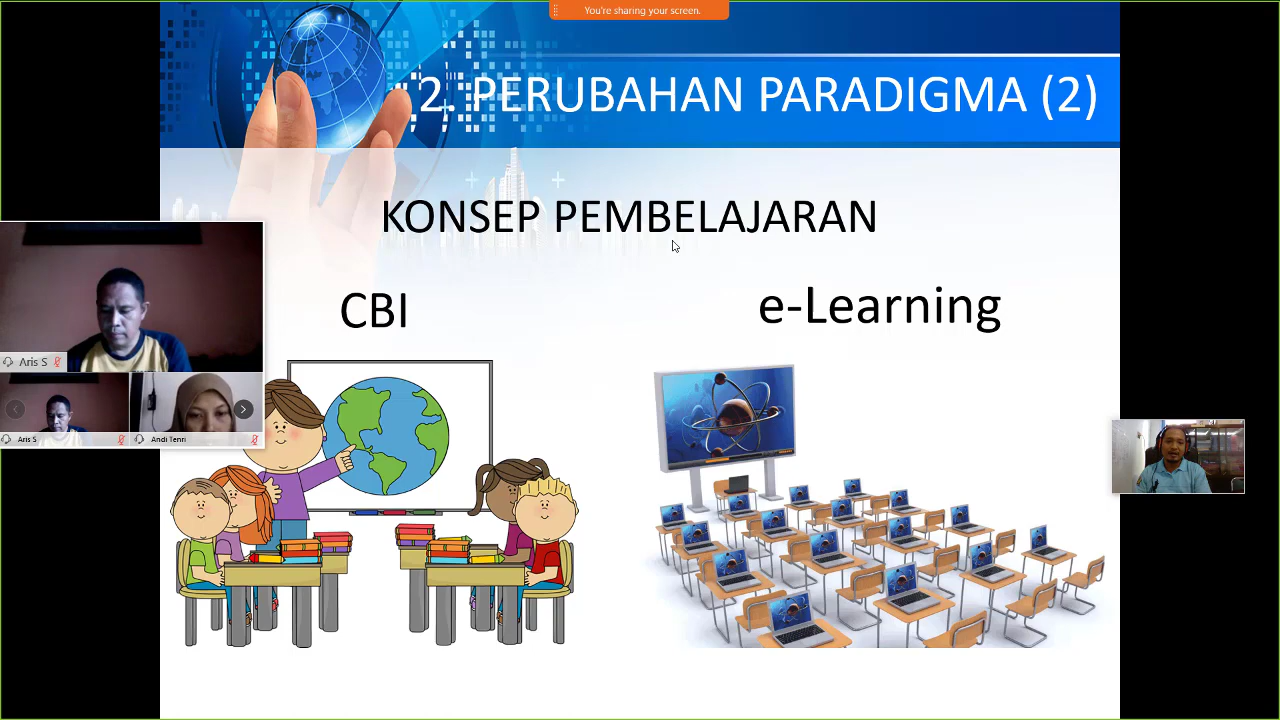 You're sharing your screen.
2. PERUBAHAN PARADIGMA (2)
KONSEP PEMBELAJARAN
CBI
e-Learning
Aris S
Aris S
Andi Tenri